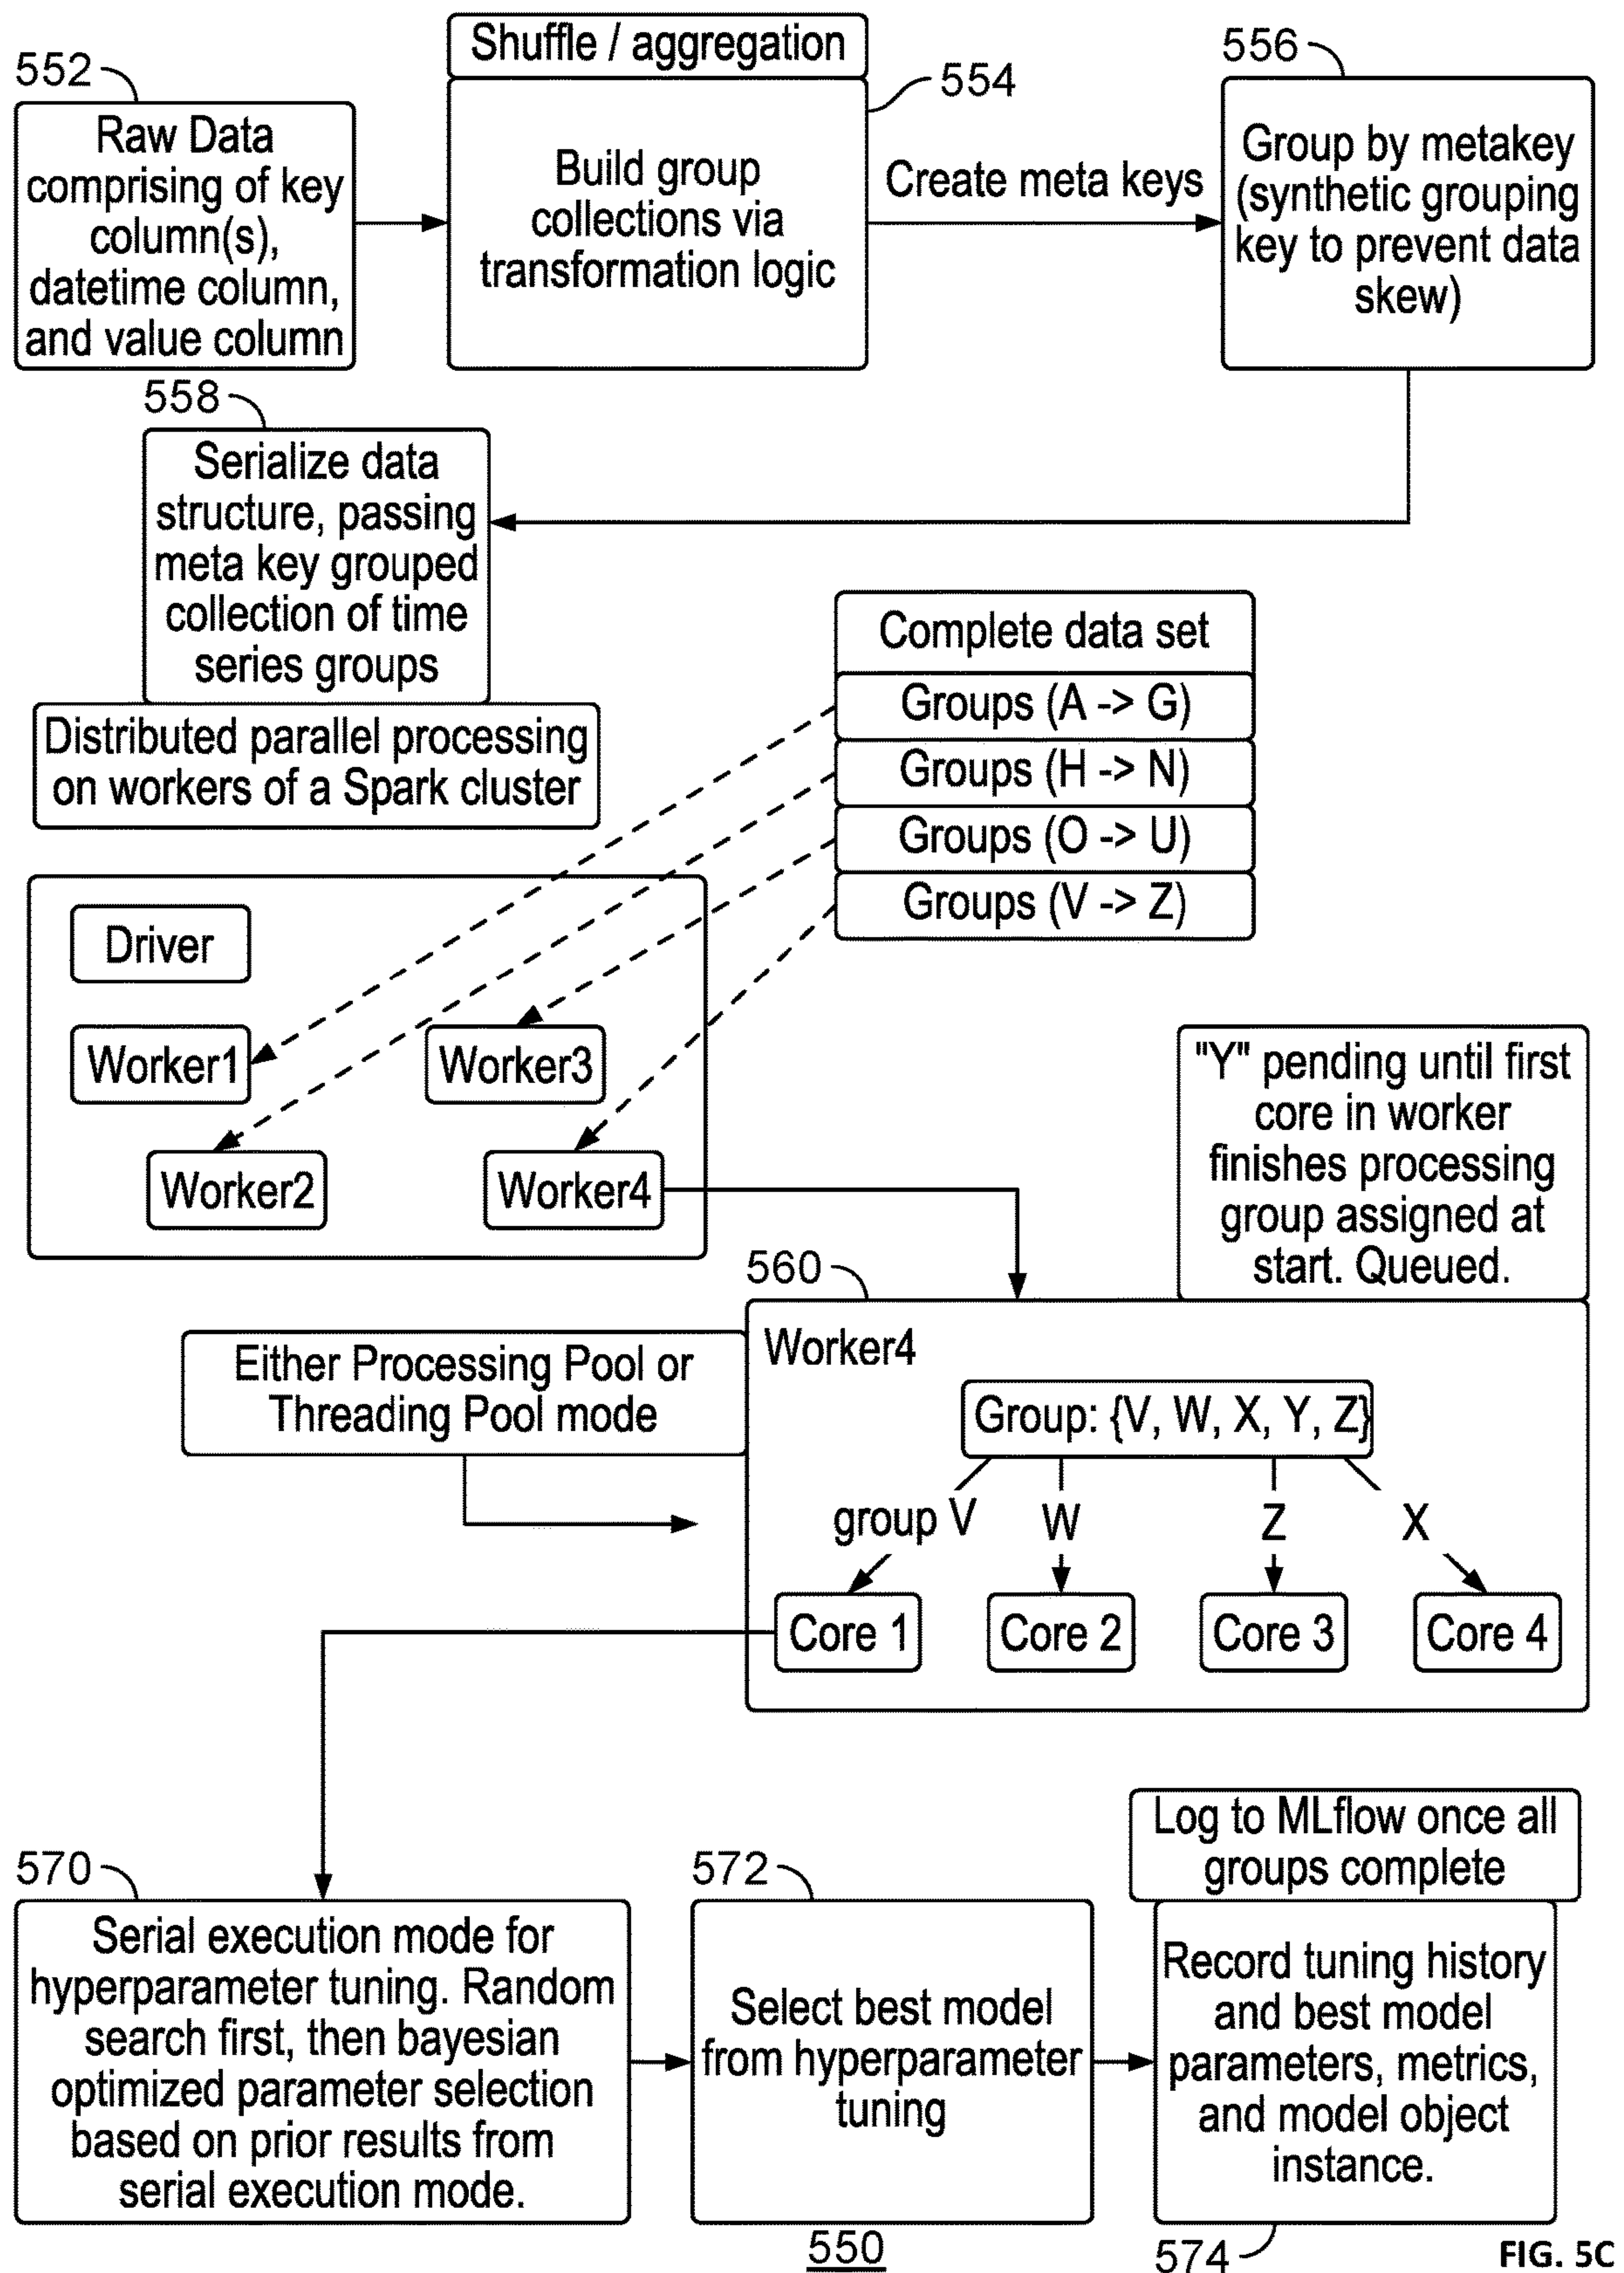 552
Raw Data
comprising of key
column(s),
datetime column,
and value column
Shuffle / aggregation
554
Build group
collections via
transformation logic
Create meta keys
556
Group by metakey
(synthetic grouping
key to prevent data
skew)
558
Serialize data
structure, passing
meta key grouped
collection of time
series groups
Distributed parallel processing
on workers of a Spark cluster
Complete data set
Groups (A -> G)
Groups (H -> N)
Groups (O -> U)
Groups (V -> Z)
Driver
Worker1
Worker3
Worker2
Worker4
"Y" pending until first
core in worker
finishes processing
group assigned at
start. Queued.
560
Either Processing Pool or
Threading Pool mode
Worker4
Group: {V, W, X, Y, Z}
group V
W
Z
X
Core 1
Core 2
Core 3
Core 4
570
Serial execution mode for
hyperparameter tuning. Random
search first, then bayesian
optimized parameter selection
based on prior results from
serial execution mode.
572
Select best model
from hyperparameter
tuning
Log to MLflow once all
groups complete
Record tuning history
and best model
parameters, metrics,
and model object
instance.
574
550
FIG. 5C